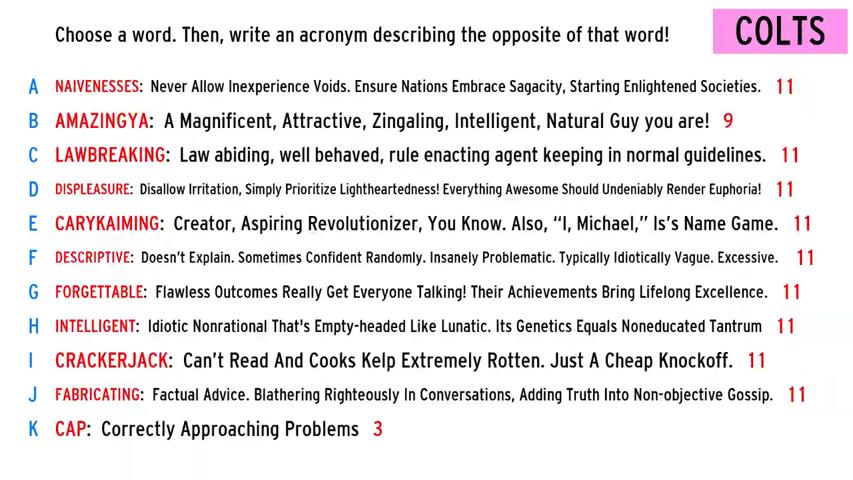 Choose a word. Then, write an acronym describing the opposite of that word!
COLTS
A NAIVENESSES: Never Allow Inexperience Voids. Ensure Nations Embrace Sagacity, Starting Enlightened Societies. 11
B AMAZINGYA: A Magnificent, Attractive, Zingaling, Intelligent, Natural Guy you are! 9
C LAWBREAKING: Law abiding, well behaved, rule enacting agent keeping in normal guidelines. 11
D DISPLEASURE: Disallow Irritation, Simply Prioritize Lightheartedness! Everything Awesome Should Undeniably Render Euphoria! 11
E CARYKAIMING: Creator, Aspiring Revolutionizer, You Know. Also, “I, Michael,” Is's Name Game. 11
F DESCRIPTIVE: Doesn't Explain. Sometimes Confident Randomly. Insanely Problematic. Typically Idiotically Vague. Excessive. 11
G FORGETTABLE: Flawless Outcomes Really Get Everyone Talking! Their Achievements Bring Lifelong Excellence. 11
H INTELLIGENT: Idiotic Nonrational That's Empty-headed Like Lunatic. Its Genetics Equals Noneducated Tantrum 11
I CRACKERJACK: Can't Read And Cooks Kelp Extremely Rotten. Just A Cheap Knockoff. 11
J FABRICATING: Factual Advice. Blathering Righteously In Conversations, Adding Truth Into Non-objective Gossip. 11
K CAP: Correctly Approaching Problems 3